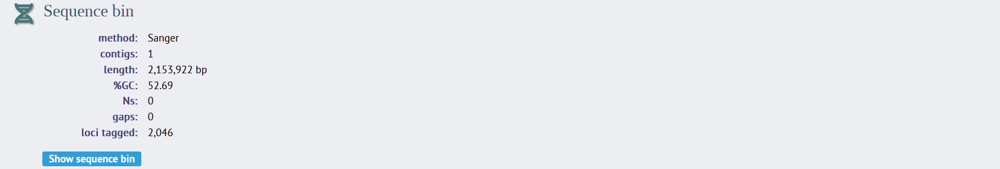 Sequence bin
method: Sanger
contigs: 1
length: 2,153,922 bp
%GC: 52.69
Ns: 0
gaps: 0
loci tagged: 2,046
Show sequence bin